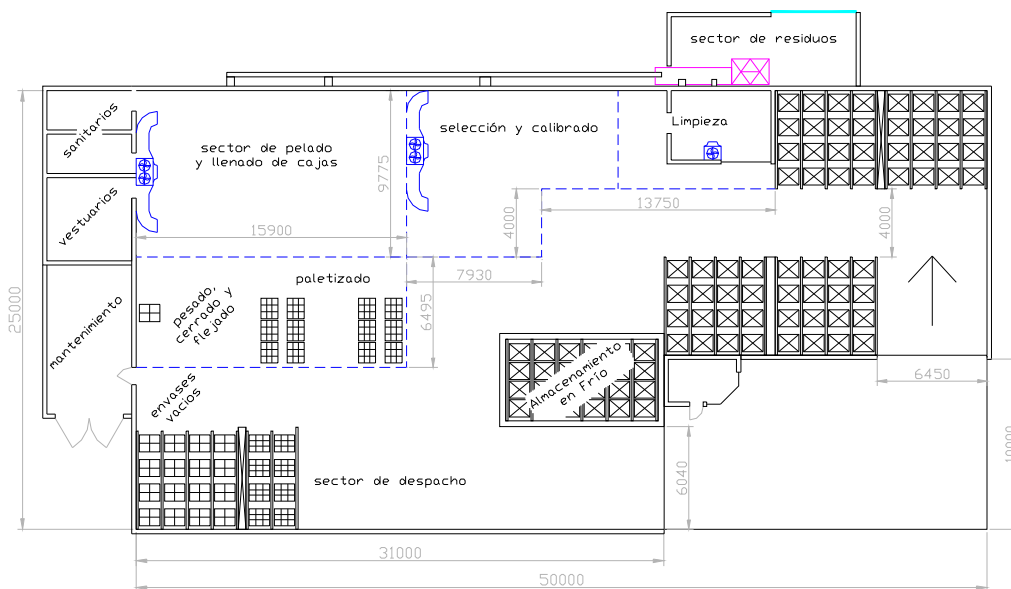 sector de residuos
sanitarios
sector de pelado
y llenado de cajas
selección y calibrado
Limpieza
9775
vestuarios
15900
4000
13750
4000
7930
paletizado
6495
25000
mantenimiento
pesado,
cerrado y
flejado
Almacenamiento
en Frío
6450
envases
vacios
10000
6040
sector de despacho
31000
50000